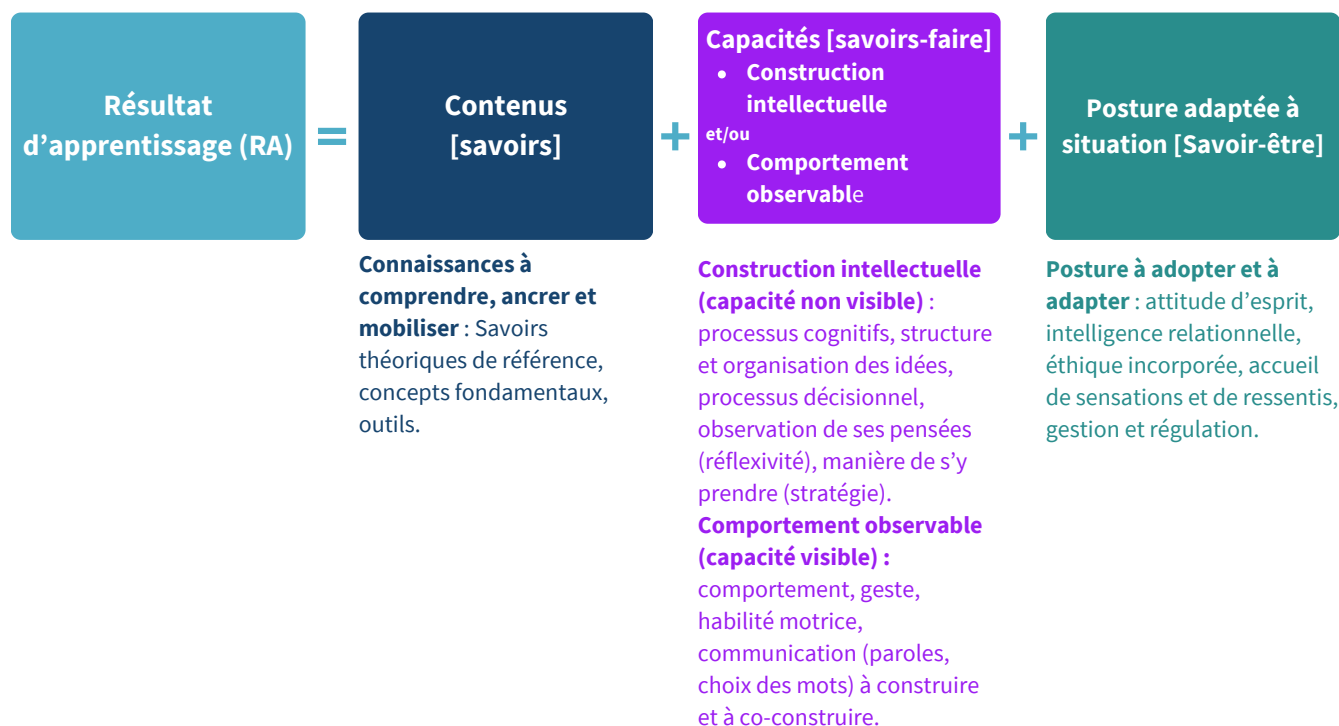 Résultat
d’apprentissage (RA)
=
Contenus
[savoirs]
+
Capacités [savoirs-faire]
• Construction
intellectuelle
et/ou
• Comportement
observable
+
Posture adaptée à
situation [Savoir-être]
Connaissances à
comprendre, ancrer et
mobiliser : Savoirs
théoriques de référence,
concepts fondamentaux,
outils.
Construction intellectuelle
(capacité non visible) :
processus cognitifs, structure
et organisation des idées,
processus décisionnel,
observation de ses pensées
(réflexivité), manière de s’y
prendre (stratégie).
Comportement observable
(capacité visible) :
comportement, geste,
habilité motrice,
communication (paroles,
choix des mots) à construire
et à co-construire.
Posture à adopter et à
adapter : attitude d’esprit,
intelligence relationnelle,
éthique incorporée, accueil
de sensations et de ressentis,
gestion et régulation.